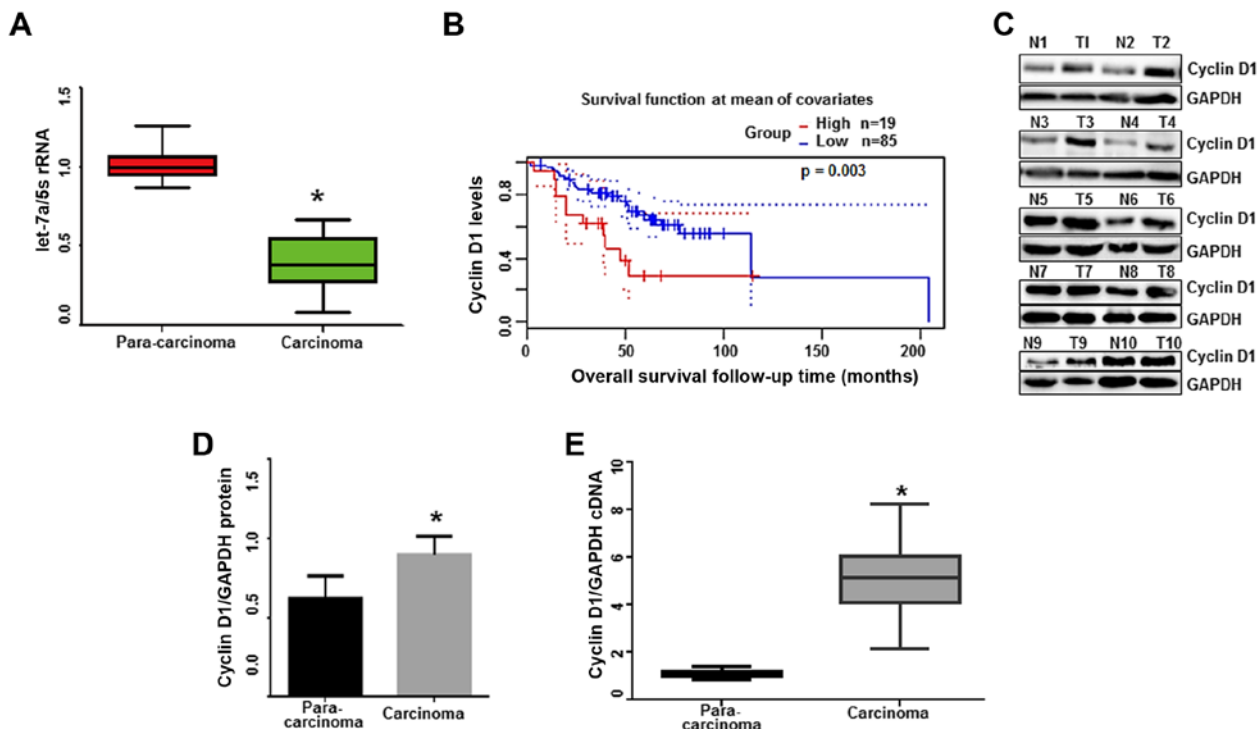 A
let-7a/5s rRNA
1.5
1.0
0.5
0.0
*
Para-carcinoma
Carcinoma
B
Survival function at mean of covariates
Group
High n=19
Low n=85
p = 0.003
Cyclin D1 levels
0.8
0.4
0.0
0
50
100
150
200
Overall survival follow-up time (months)
C
N1 TI N2 T2
Cyclin D1
GAPDH
N3 T3 N4 T4
Cyclin D1
GAPDH
N5 T5 N6 T6
Cyclin D1
GAPDH
N7 T7 N8 T8
Cyclin D1
GAPDH
N9 T9 N10 T10
Cyclin D1
GAPDH
D
Cyclin D1/GAPDH protein
1.5
1.0
0.5
0.0
*
Para-
carcinoma
Carcinoma
E
Cyclin D1/GAPDH cDNA
10
8
6
4
2
0
*
Para-
carcinoma
Carcinoma